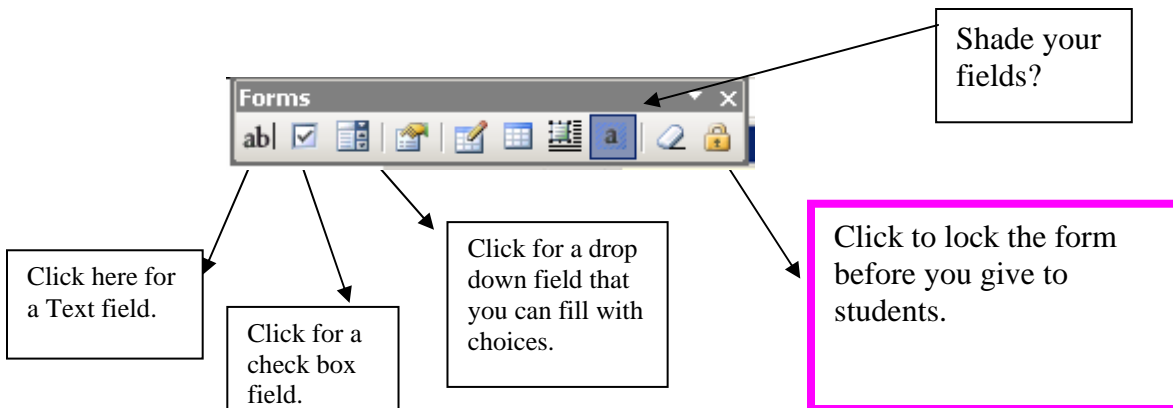 Shade your
fields?
Forms
ab
a
Click here for
a Text field.
Click for a
check box
field.
Click for a drop
down field that
you can fill with
choices.
Click to lock the form
before you give to
students.